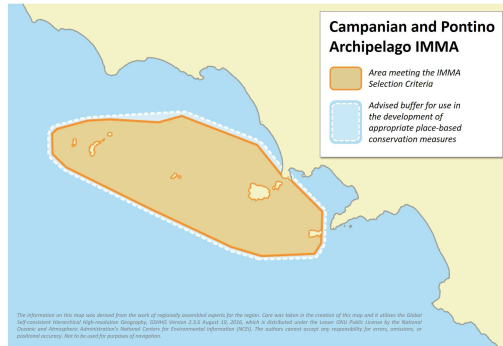 Campanian and Pontino
Archipelago IMMA
Area meeting the IMMA
Selection Criteria
Advised buffer for use in
the development of
appropriate place-based
conservation measures
The information on this map was derived from the work of regionally assembled experts for the region. Care was taken in the creation of this map and it utilises the Global
Self-consistent Hierarchical High-resolution Geography, GSHHG Version 2.3.6 August 19, 2016, which is distributed under the Lesser GNU Public License by the National
Oceanic and Atmospheric Administration's National Centers for Environmental Information (NCEI). The authors cannot accept any responsibility for errors, omissions, or
positional accuracy. Not to be used for purposes of navigation.